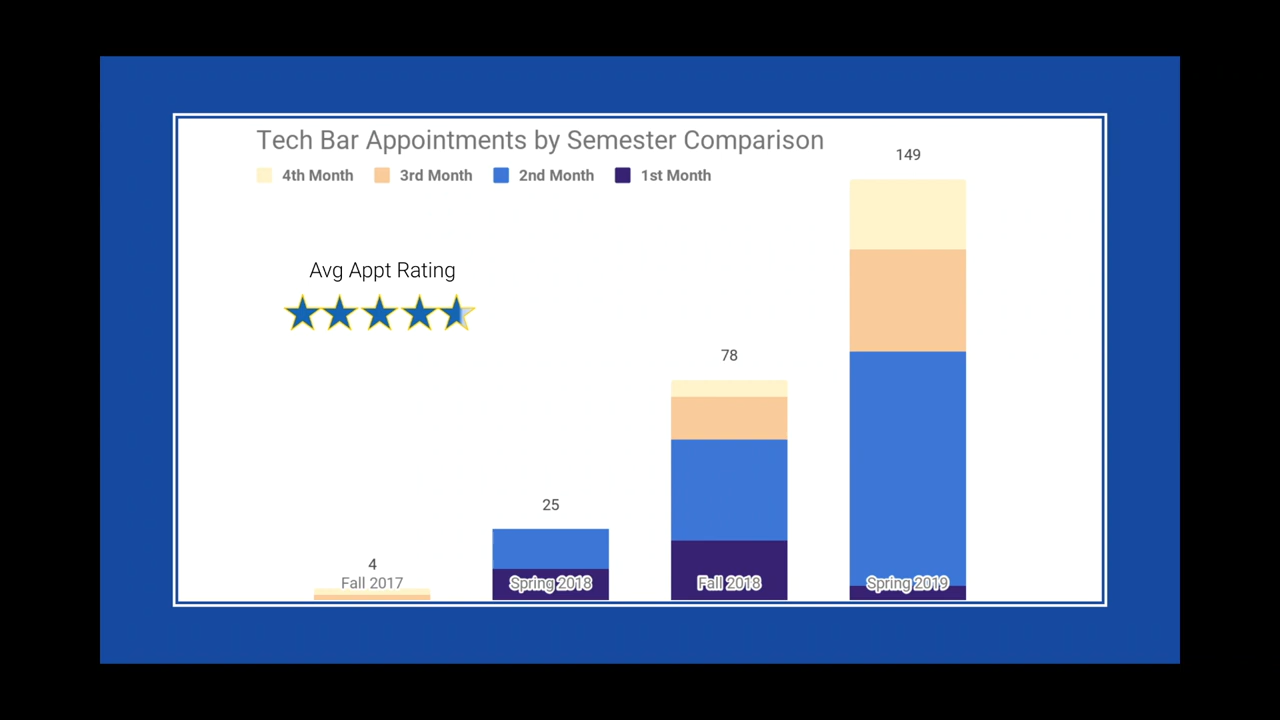 Tech Bar Appointments by Semester Comparison
4th Month 3rd Month 2nd Month 1st Month
149
Avg Appt Rating
78
25
4
Fall 2017 Spring 2018 Fall 2018 Spring 2019